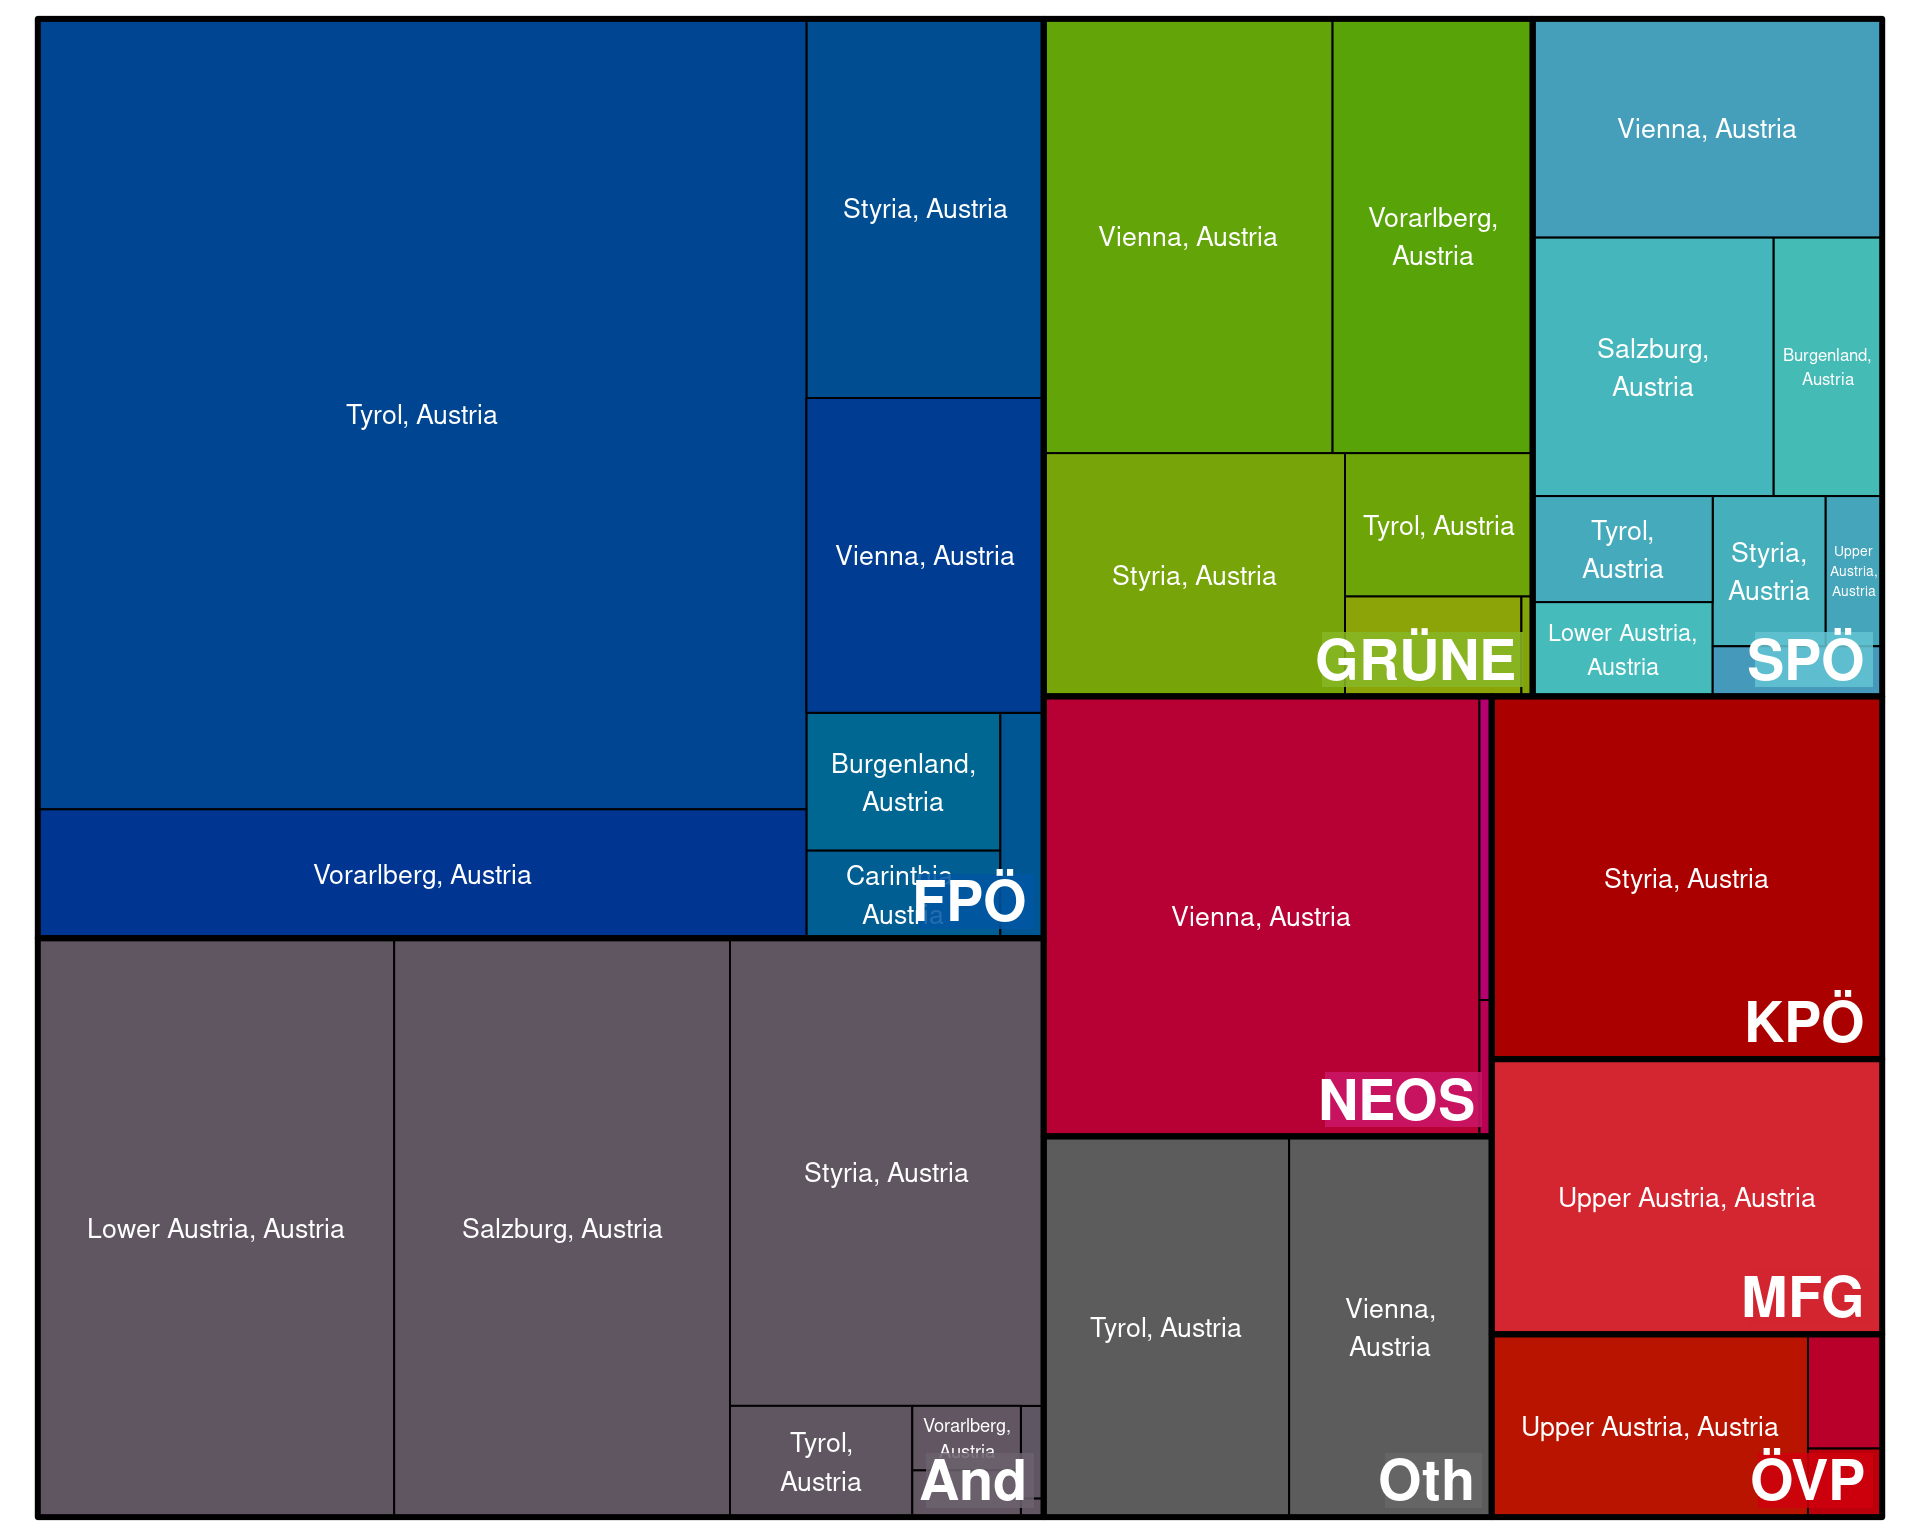 Tyrol, Austria
Styria, Austria
Vienna, Austria
Burgenland,
Austria
Carinthia,
Austria
Vorarlberg, Austria
FPÖ
Lower Austria, Austria
Salzburg, Austria
Styria, Austria
Tyrol,
Austria
Vorarlberg,
Austria
And
Vienna, Austria
Vorarlberg,
Austria
Styria, Austria
Tyrol, Austria
GRÜNE
Vienna, Austria
Salzburg,
Austria
Burgenland,
Austria
Tyrol,
Austria
Styria,
Austria
Upper
Austria,
Austria
Lower Austria,
Austria
SPÖ
Vienna, Austria
NEOS
Styria, Austria
KPÖ
Upper Austria, Austria
MFG
Tyrol, Austria
Vienna,
Austria
Oth
Upper Austria, Austria
ÖVP